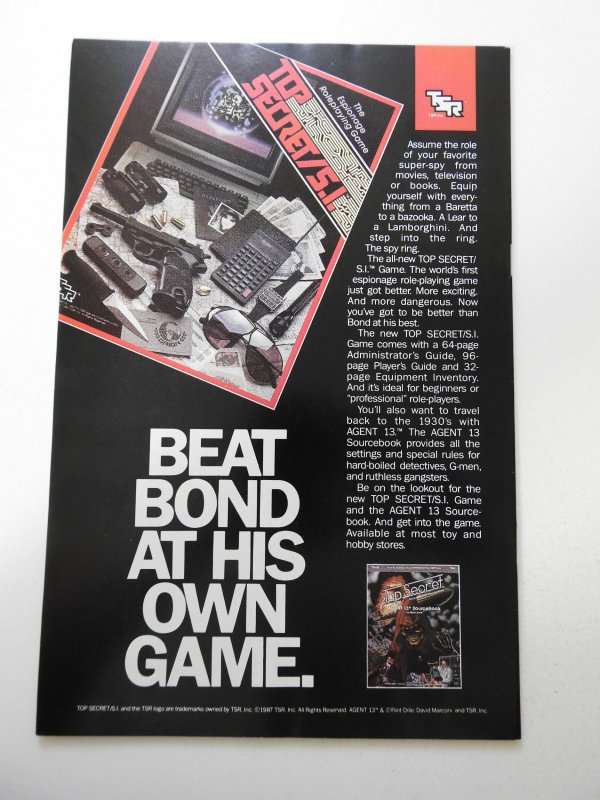 TOP
SECRET/S.I.
The
Espionage
Roleplaying Game
TSR
Assume the role
of your favorite
super-spy from
movies, television
or books. Equip
yourself with every-
thing from a Baretta
to a bazooka. A Lear to
a Lamborghini. And
step into the ring.
The spy ring.
The all-new TOP SECRET/
S.I.™ Game. The world's first
espionage role-playing game
just got better. More exciting.
And more dangerous. Now
you've got to be better than
Bond at his best.
The new TOP SECRET/S.I.
Game comes with a 64-page
Administrator's Guide, 96-
page Player's Guide and 32-
page Equipment Inventory.
And it's ideal for beginners or
"professional" role-players.
You'll also want to travel
back to the 1930's with
AGENT 13.™ The AGENT 13
Sourcebook provides all the
settings and special rules for
hard-boiled detectives, G-men,
and ruthless gangsters.
Be on the lookout for the
new TOP SECRET/S.I. Game
and the AGENT 13 Source-
book. And get into the game.
Available at most toy and
hobby stores.
BEAT
BOND
AT HIS
OWN
GAME.
Top Secret
13™ Sourcebook
TOP SECRET/S.I. and the TSR logo are trademarks owned by TSR, Inc. ©1987 TSR, Inc. All Rights Reserved. AGENT 13™ & ©Flint Dille, David Marconi and TSR, Inc.